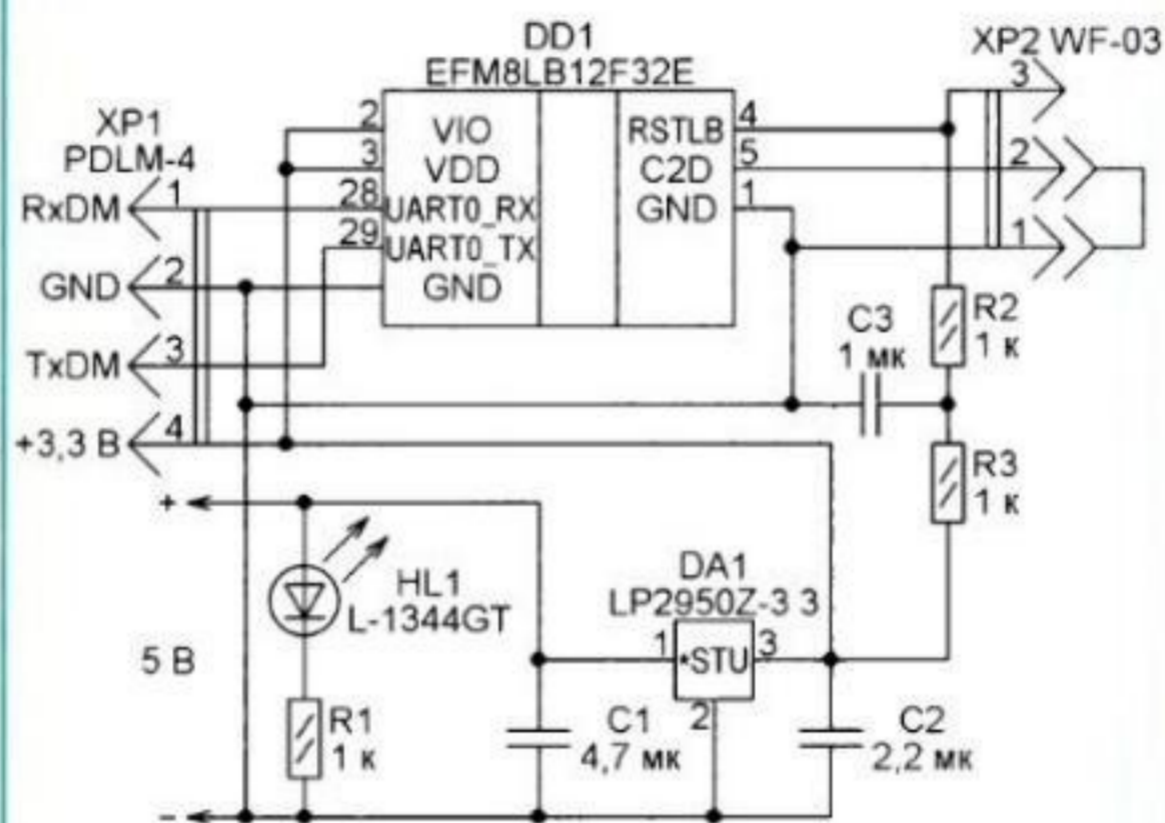 DD1
EFM8LB12F32E
XP2 WF-03
XP1
PDLM-4
2 VIO
3 VDD
28 UART0_RX
29 UART0_TX
GND
RSTLB 4
C2D 5
GND 1
3
2
1
RxDM 1
GND 2
TxDM 3
+3,3 В 4
C3
1 мк
R2
1 к
R3
1 к
+
HL1
L-1344GT
DA1
LP2950Z-3 3
1 *STU 3
2
5 В
R1
1 к
C1
4,7 мк
C2
2,2 мк
-